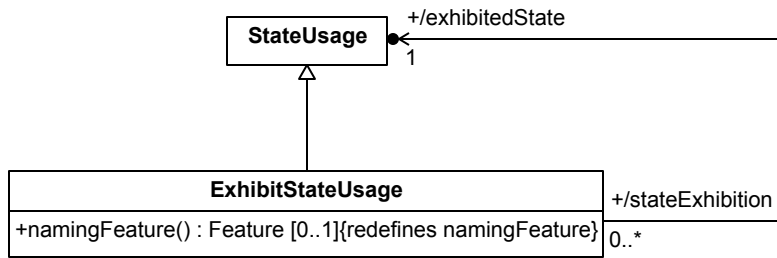 +/exhibitedState
StateUsage
1
ExhibitStateUsage
+/stateExhibition
+namingFeature() : Feature [0..1]{redefines namingFeature}
0..*